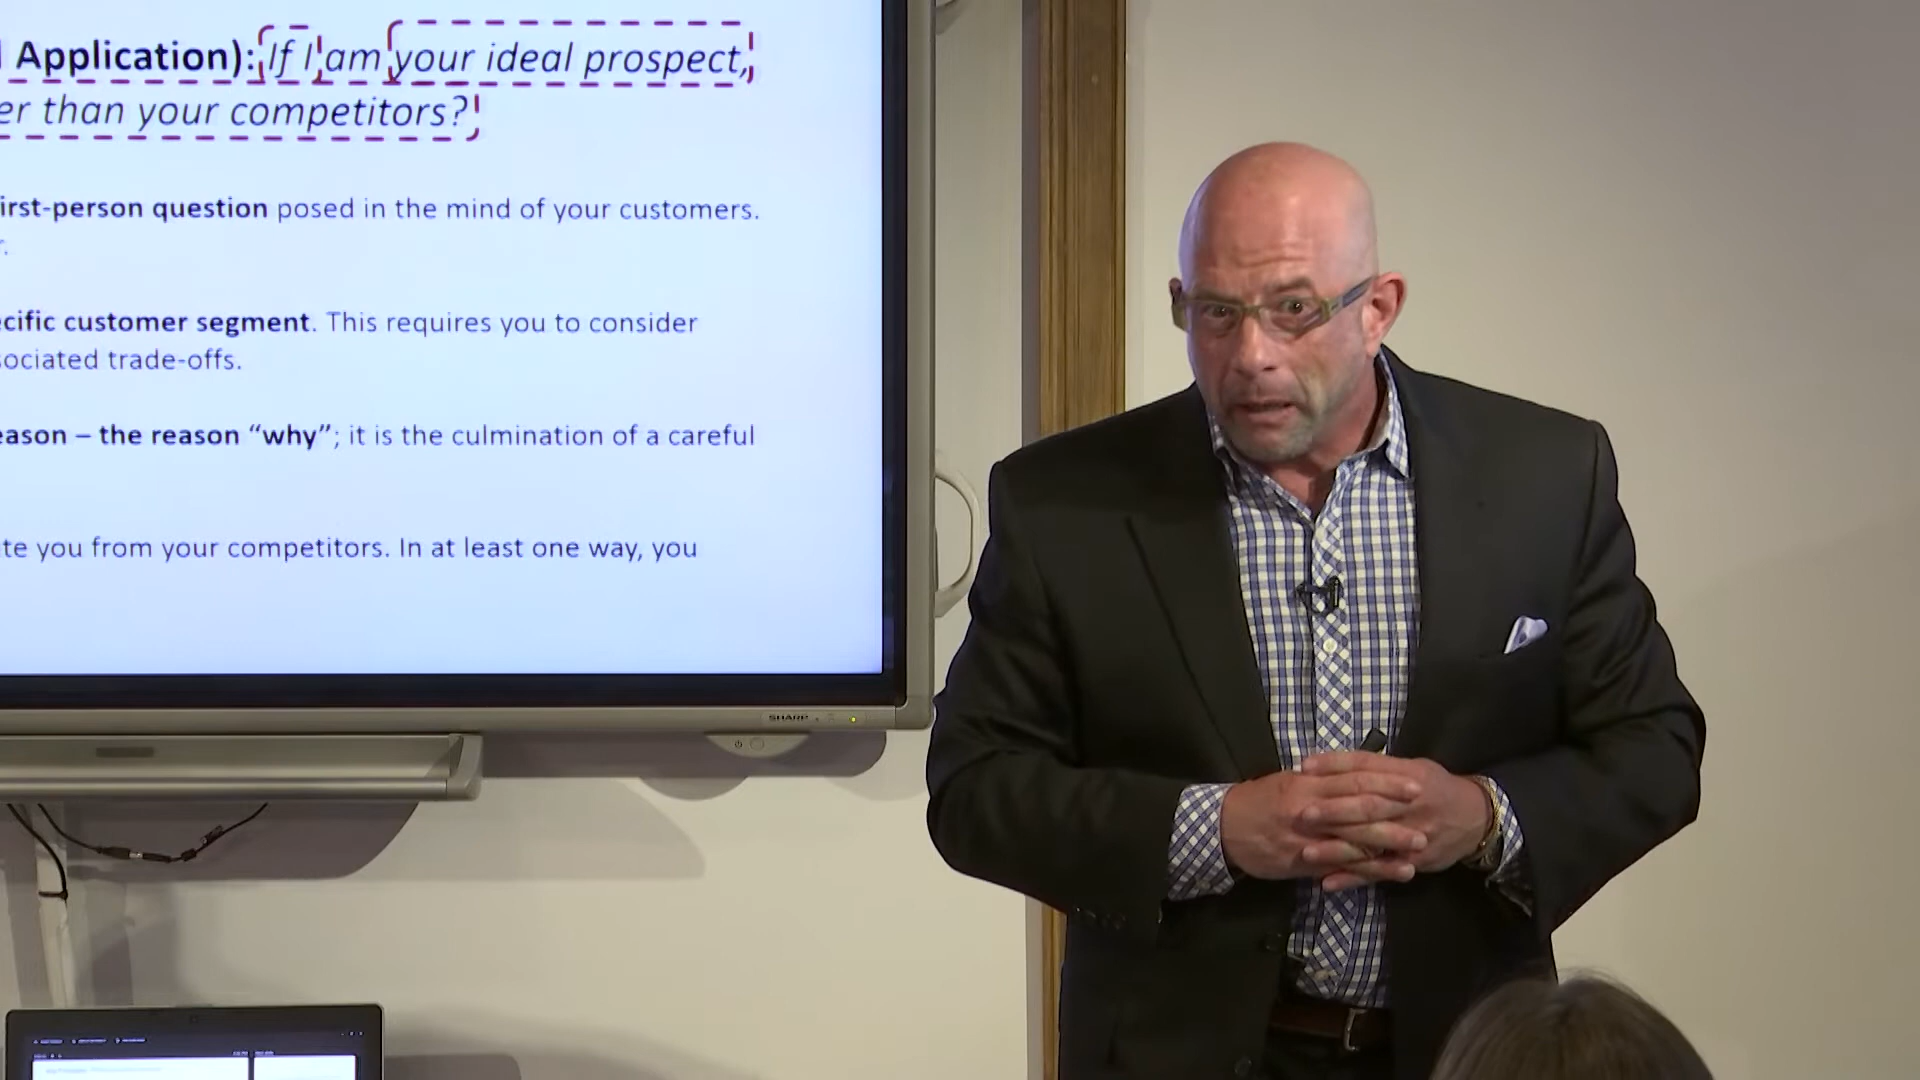 Application): If I am your ideal prospect,
er than your competitors?
irst-person question posed in the mind of your customers.
r.
cific customer segment. This requires you to consider
sociated trade-offs.
eason – the reason “why”; it is the culmination of a careful
te you from your competitors. In at least one way, you
SHARP